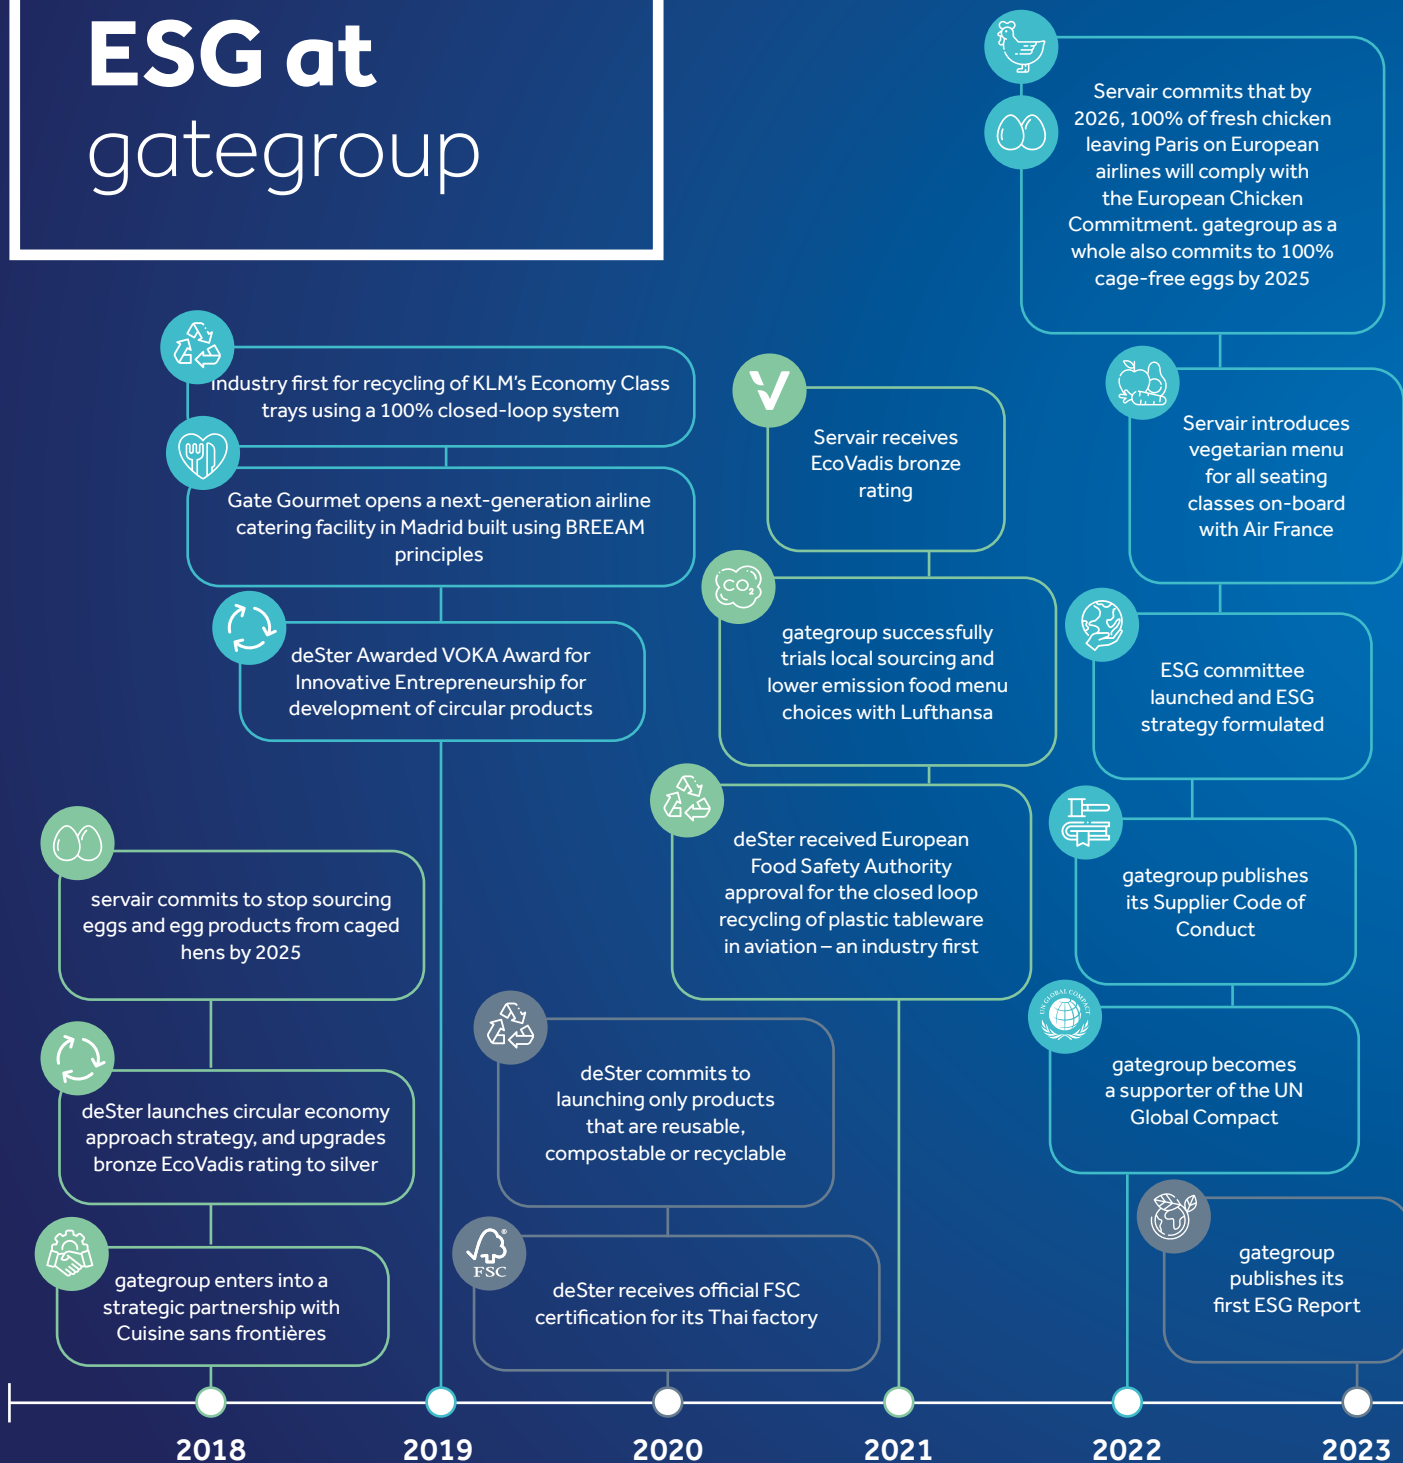 ESG at
gategroup
Servair commits that by
2026, 100% of fresh chicken
leaving Paris on European
airlines will comply with
the European Chicken
Commitment. gategroup as a
whole also commits to 100%
cage-free eggs by 2025
Industry first for recycling of KLM's Economy Class
trays using a 100% closed-loop system
Gate Gourmet opens a next-generation airline
catering facility in Madrid built using BREEAM
principles
deSter Awarded VOKA Award for
Innovative Entrepreneurship for
development of circular products
Servair receives
EcoVadis bronze
rating
CO2
gategroup successfully
trials local sourcing and
lower emission food menu
choices with Lufthansa
deSter received European
Food Safety Authority
approval for the closed loop
recycling of plastic tableware
in aviation – an industry first
Servair introduces
vegetarian menu
for all seating
classes on-board
with Air France
ESG committee
launched and ESG
strategy formulated
gategroup publishes
its Supplier Code of
Conduct
UN GLOBAL COMPACT
gategroup becomes
a supporter of the UN
Global Compact
servair commits to stop sourcing
eggs and egg products from caged
hens by 2025
deSter launches circular economy
approach strategy, and upgrades
bronze EcoVadis rating to silver
gategroup enters into a
strategic partnership with
Cuisine sans frontières
deSter commits to
launching only products
that are reusable,
compostable or recyclable
FSC®
deSter receives official FSC
certification for its Thai factory
gategroup
publishes its
first ESG Report
2018
2019
2020
2021
2022
2023